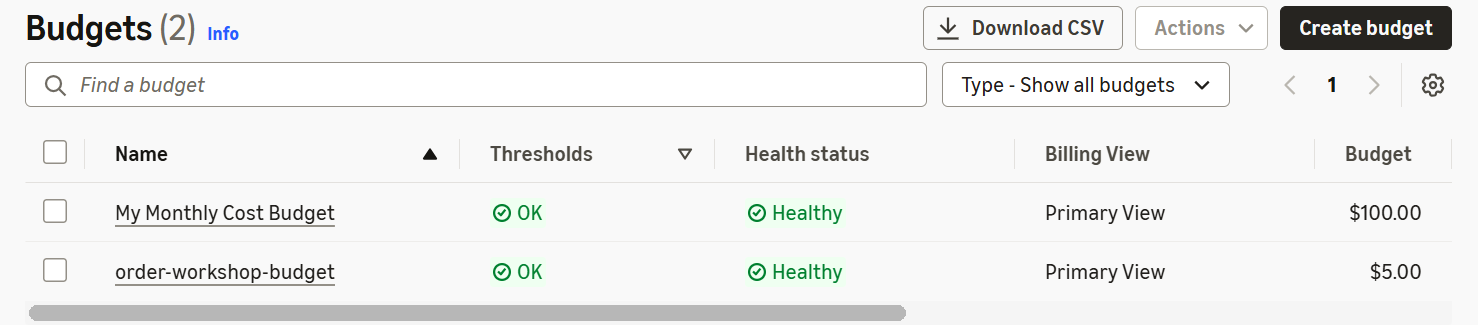 Budgets (2) Info Download CSV Actions Create budget
Find a budget Type - Show all budgets 1
Name Thresholds Health status Billing View Budget
My Monthly Cost Budget OK Healthy Primary View $100.00
order-workshop-budget OK Healthy Primary View $5.00